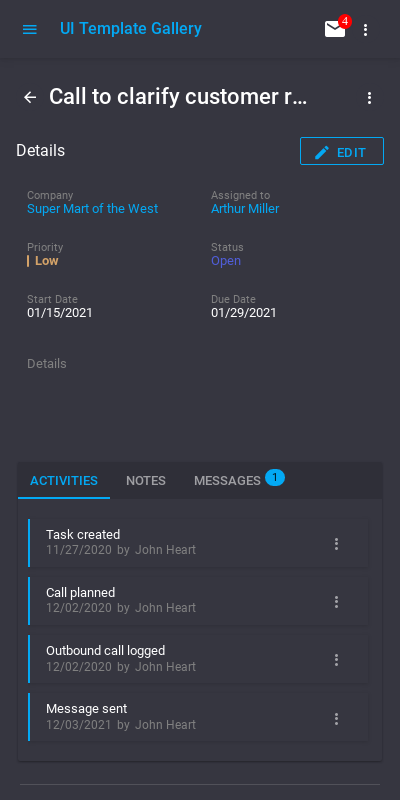 UI Template Gallery
4
Call to clarify customer r...
Details
EDIT
Company
Assigned to
Super Mart of the West
Arthur Miller
Priority
Status
Low
Open
Start Date
Due Date
01/15/2021
01/29/2021
Details
ACTIVITIES
NOTES
MESSAGES 1
Task created
11/27/2020 by John Heart
Call planned
12/02/2020 by John Heart
Outbound call logged
12/02/2020 by John Heart
Message sent
12/03/2021 by John Heart